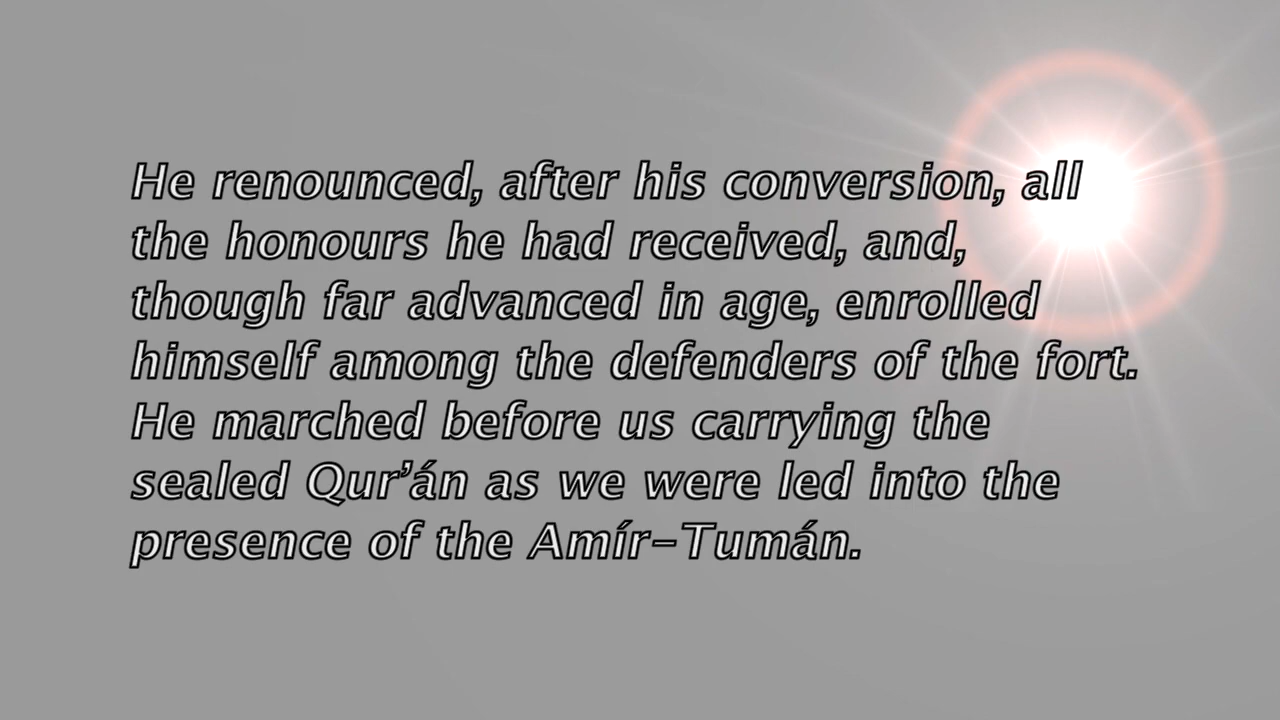 He renounced, after his conversion, all
the honours he had received, and,
though far advanced in age, enrolled
himself among the defenders of the fort.
He marched before us carrying the
sealed Qur’án as we were led into the
presence of the Amír-Tumán.